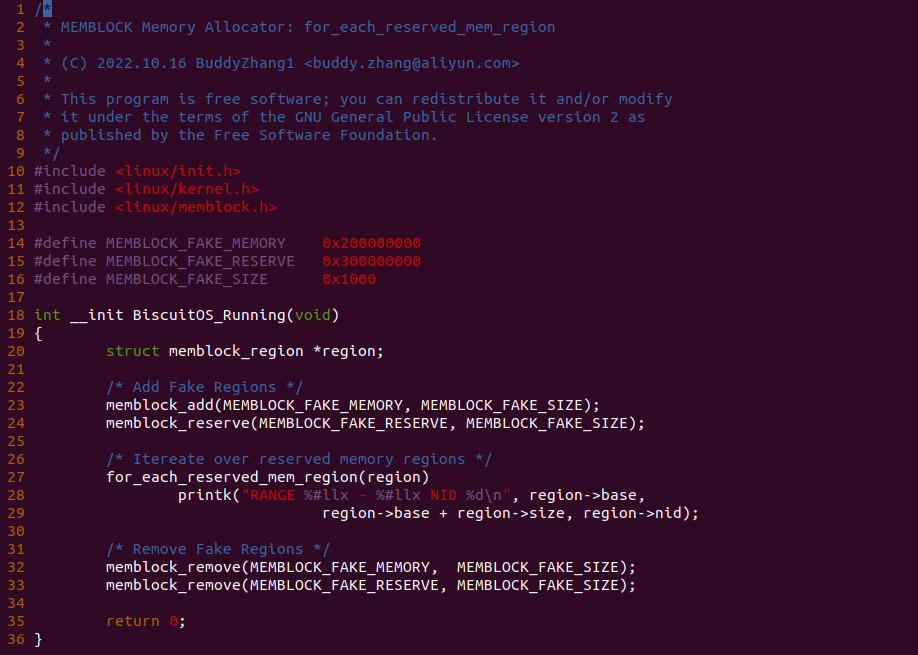 1 /*
2  * MEMBLOCK Memory Allocator: for_each_reserved_mem_region
3  *
4  * (C) 2022.10.16 BuddyZhang1 <buddy.zhang@aliyun.com>
5  *
6  * This program is free software; you can redistribute it and/or modify
7  * it under the terms of the GNU General Public License version 2 as
8  * published by the Free Software Foundation.
9  */
10 #include <linux/init.h>
11 #include <linux/kernel.h>
12 #include <linux/memblock.h>
13
14 #define MEMBLOCK_FAKE_MEMORY    0x200000000
15 #define MEMBLOCK_FAKE_RESERVE   0x300000000
16 #define MEMBLOCK_FAKE_SIZE      0x1000
17
18 int __init BiscuitOS_Running(void)
19 {
20         struct memblock_region *region;
21
22         /* Add Fake Regions */
23         memblock_add(MEMBLOCK_FAKE_MEMORY, MEMBLOCK_FAKE_SIZE);
24         memblock_reserve(MEMBLOCK_FAKE_RESERVE, MEMBLOCK_FAKE_SIZE);
25
26         /* Itereate over reserved memory regions */
27         for_each_reserved_mem_region(region)
28                 printk("RANGE %#llx - %#llx NID %d\n", region->base,
29                                 region->base + region->size, region->nid);
30
31         /* Remove Fake Regions */
32         memblock_remove(MEMBLOCK_FAKE_MEMORY,  MEMBLOCK_FAKE_SIZE);
33         memblock_remove(MEMBLOCK_FAKE_RESERVE, MEMBLOCK_FAKE_SIZE);
34
35         return 0;
36 }